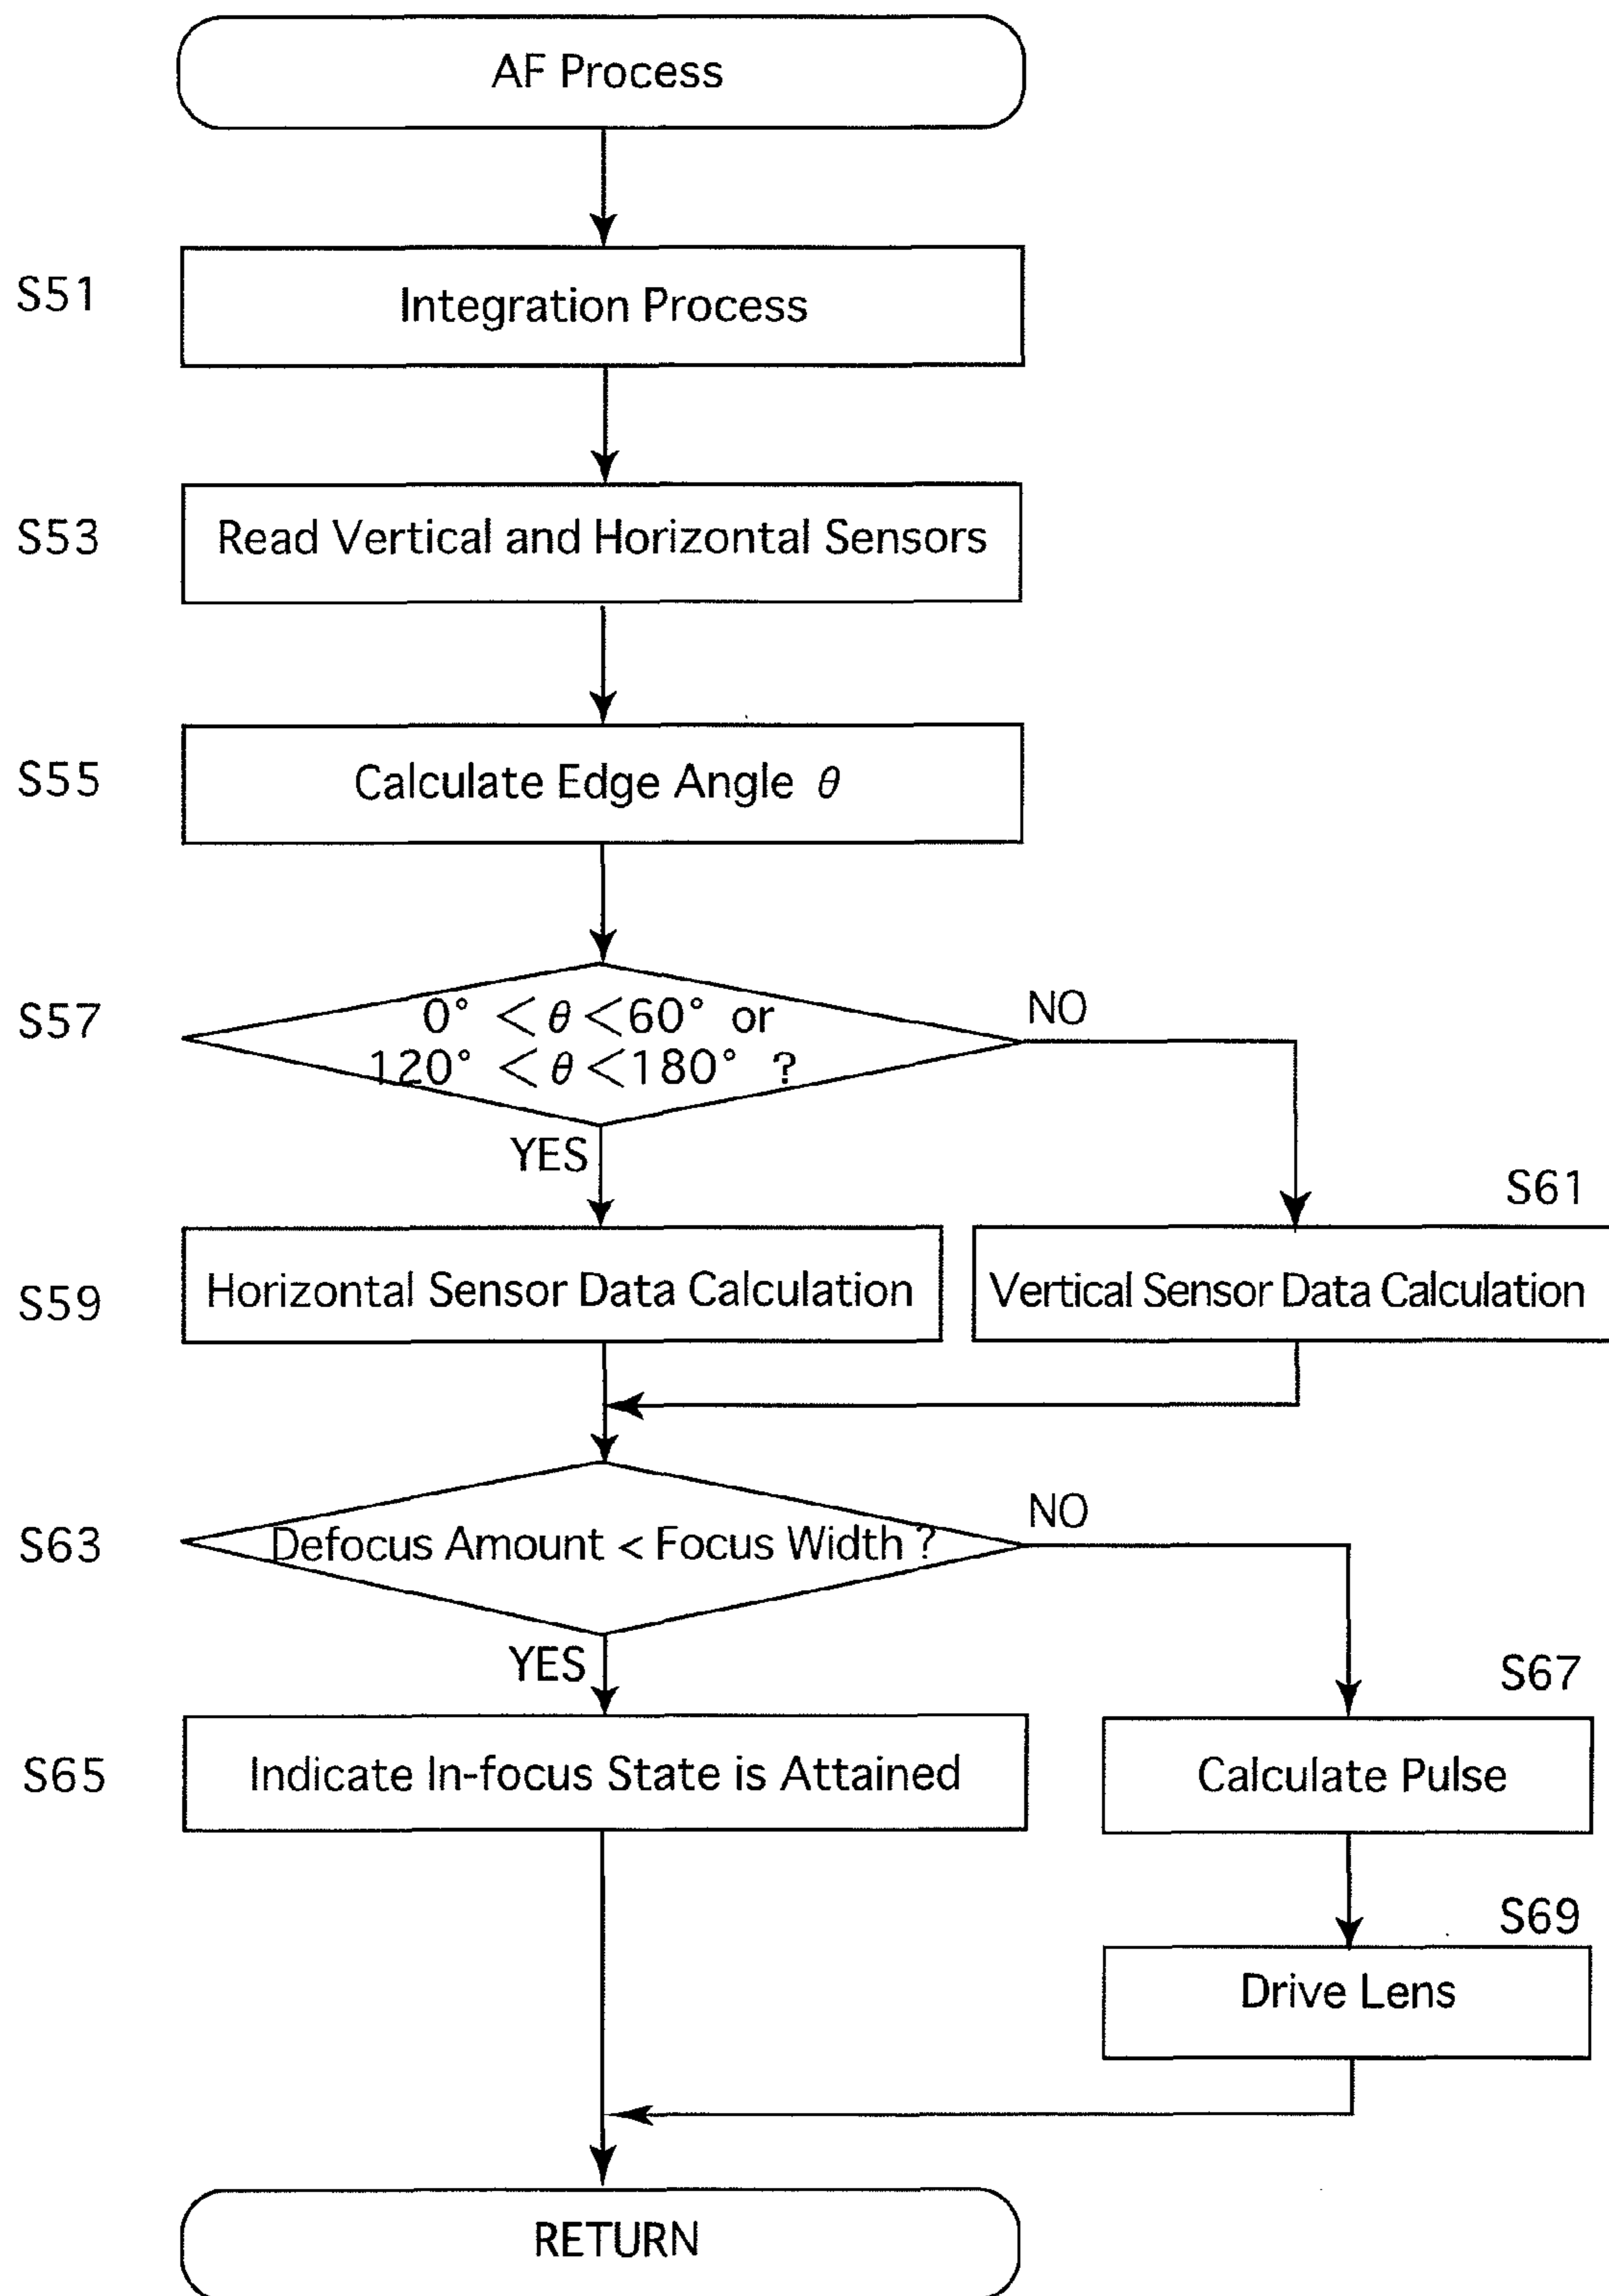 AF Process
S51
Integration Process
S53
Read Vertical and Horizontal Sensors
S55
Calculate Edge Angle θ
S57
0° < θ < 60° or
120° < θ < 180° ?
NO
YES
S61
S59
Horizontal Sensor Data Calculation
Vertical Sensor Data Calculation
S63
Defocus Amount < Focus Width ?
NO
YES
S67
S65
Indicate In-focus State is Attained
Calculate Pulse
S69
Drive Lens
RETURN